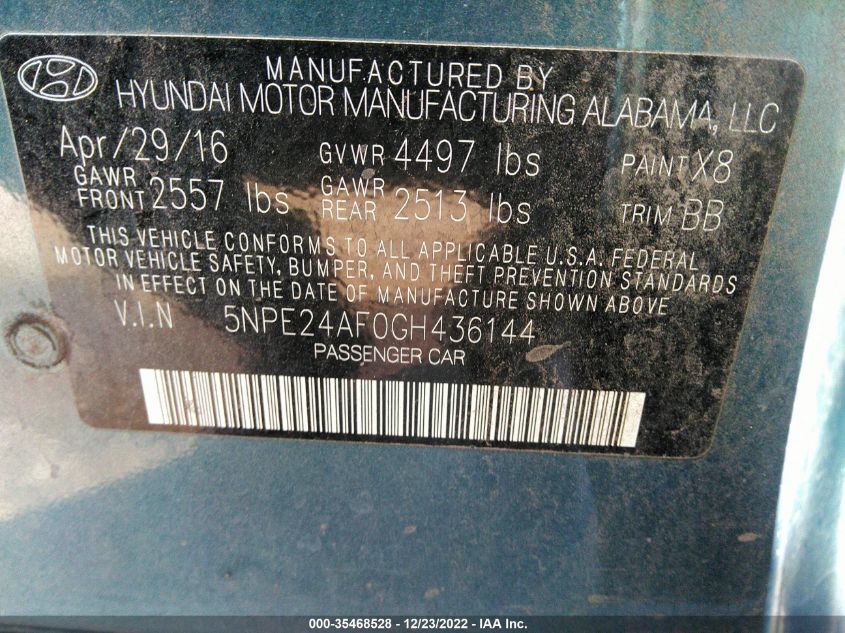 MANUFACTURED BY
HYUNDAI MOTOR MANUFACTURING ALABAMA, LLC
Apr/29/16 GVWR 4497 lbs PAINT X8
GAWR FRONT 2557 lbs GAWR REAR 2513 lbs TRIM BB
THIS VEHICLE CONFORMS TO ALL APPLICABLE U.S.A. FEDERAL
MOTOR VEHICLE SAFETY, BUMPER, AND THEFT PREVENTION STANDARDS
IN EFFECT ON THE DATE OF MANUFACTURE SHOWN ABOVE
V.I.N 5NPE24AF0GH436144
PASSENGER CAR
000-35468528 - 12/23/2022 - IAA Inc.